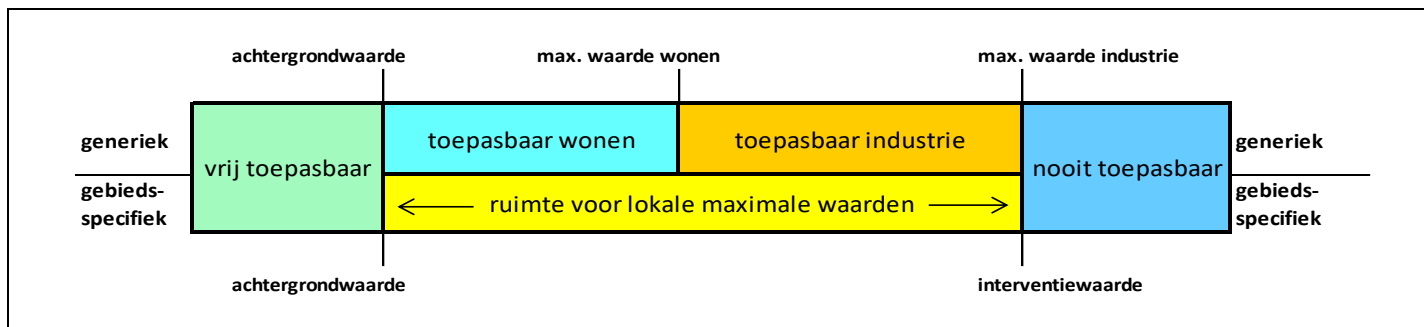 achtergrondwaarde max. waarde wonen max. waarde industrie
generiek vrij toepasbaar toepasbaar wonen toepasbaar industrie nooit toepasbaar generiek
gebieds-
specifiek
ruimte voor lokale maximale waarden
gebieds-
specifiek
achtergrondwaarde interventiewaarde